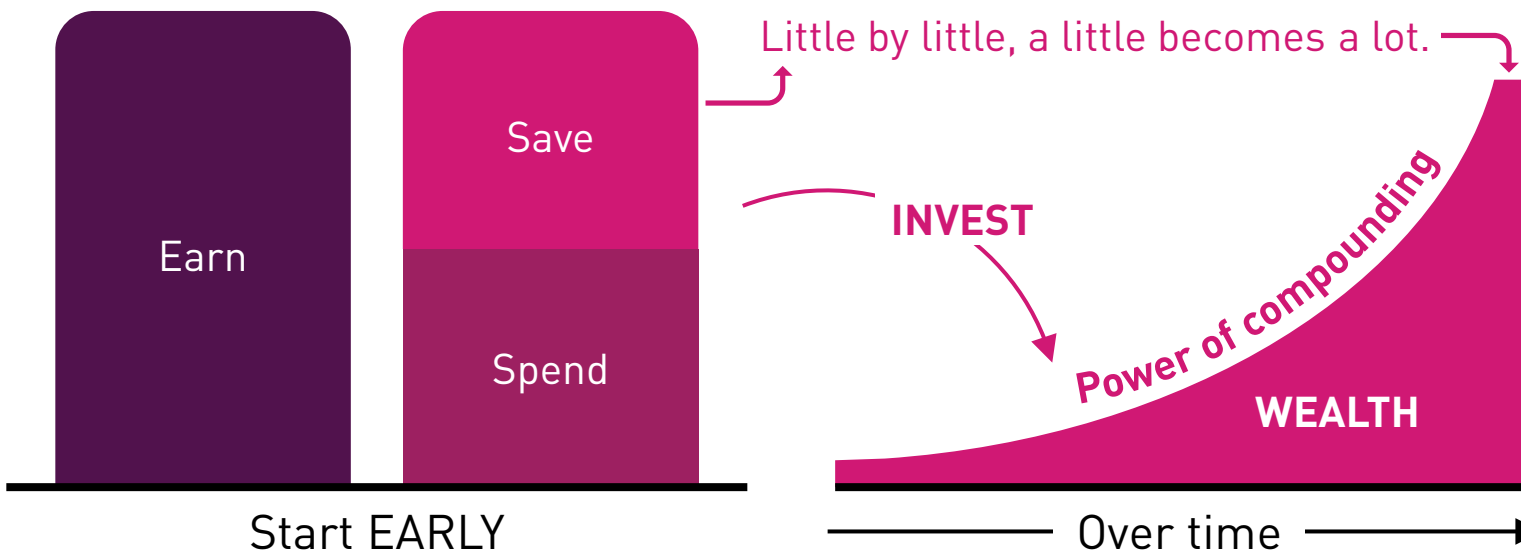 Little by little, a little becomes a lot.
Save
Earn
INVEST
Spend
Power of compounding
WEALTH
Start EARLY
Over time